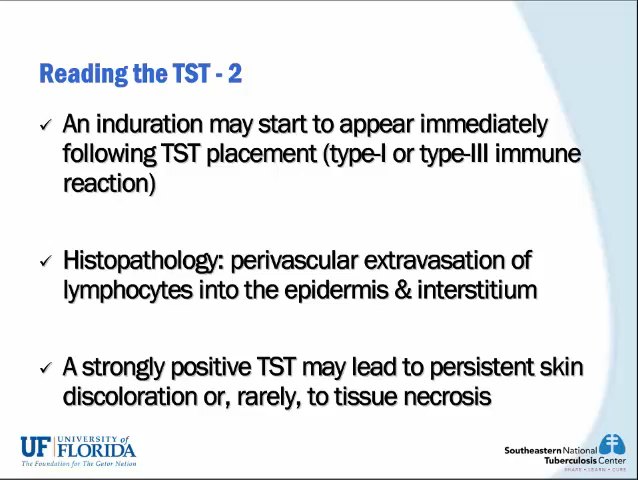 Reading the TST - 2
✓ An induration may start to appear immediately
following TST placement (type-I or type-III immune
reaction)
✓ Histopathology: perivascular extravasation of
lymphocytes into the epidermis & interstitium
✓ A strongly positive TST may lead to persistent skin
discoloration or, rarely, to tissue necrosis
UF UNIVERSITY of
FLORIDA
The Foundation for The Gator Nation
Southeastern National
Tuberculosis Center
SHARE • LEARN • CURE